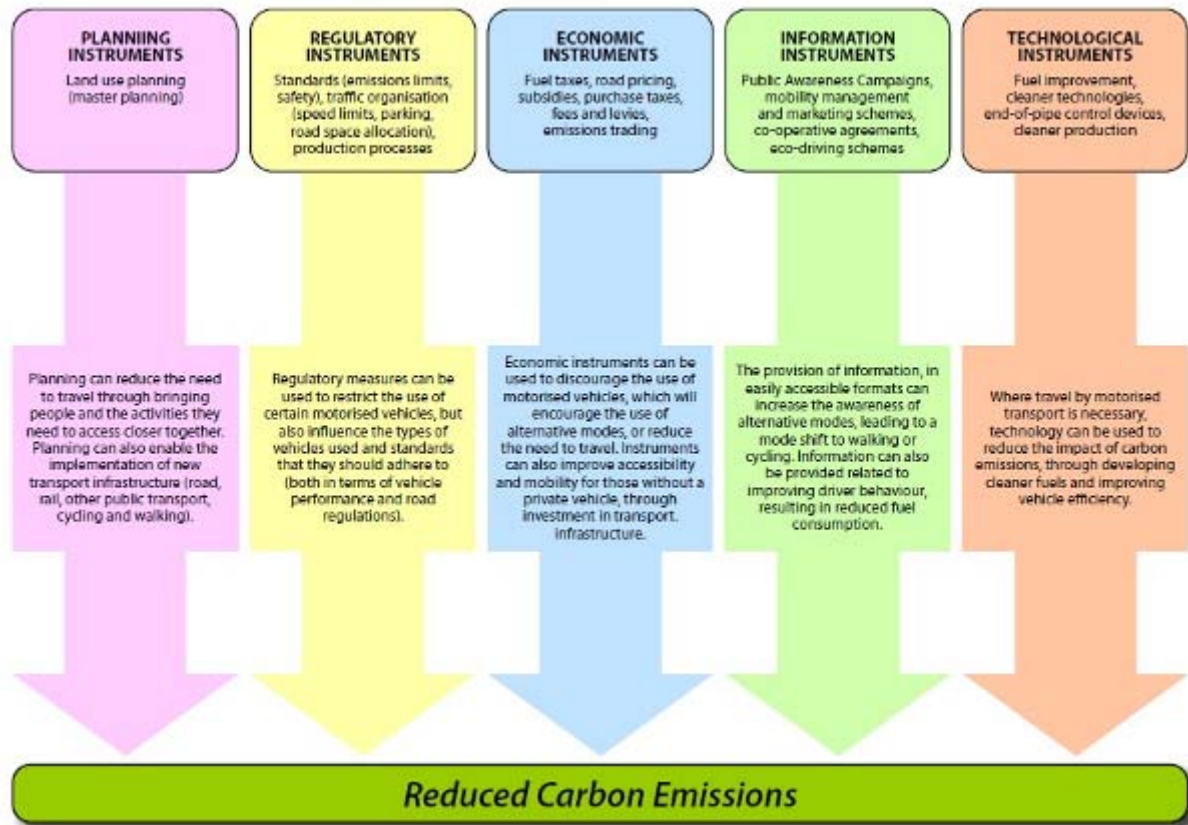 PLANNIING
INSTRUMENTS
Land use planning
(master planning)
REGULATORY
INSTRUMENTS
Standards (emissions limits,
safety), traffic organisation
(speed limits, parking,
road space allocation),
production processes
ECONOMIC
INSTRUMENTS
Fuel taxes, road pricing,
subsidies, purchase taxes,
fees and levies,
emissions trading
INFORMATION
INSTRUMENTS
Public Awareness Campaigns,
mobility management
and marketing schemes,
co-operative agreements,
eco-driving schemes
TECHNOLOGICAL
INSTRUMENTS
Fuel improvement,
cleaner technologies,
end-of-pipe control devices,
cleaner production
Planning can reduce the need
to travel through bringing
people and the activities they
need to access closer together.
Planning can also enable the
implementation of new
transport infrastructure (road,
rail, other public transport,
cycling and walking).
Regulatory measures can be
used to restrict the use of
certain motorised vehicles, but
also influence the types of
vehicles used and standards
that they should adhere to
(both in terms of vehicle
performance and road
regulations).
Economic instruments can be
used to discourage the use of
motorised vehicles, which will
encourage the use of
alternative modes, or reduce
the need to travel. Instruments
can also improve accessibility
and mobility for those without a
private vehicle, through
investment in transport.
infrastructure.
The provision of information, in
easily accessible formats can
increase the awareness of
alternative modes, leading to a
mode shift to walking or
cycling. Information can also
be provided related to
improving driver behaviour,
resulting in reduced fuel
consumption.
Where travel by motorised
transport is necessary,
technology can be used to
reduce the impact of carbon
emissions, through developing
cleaner fuels and improving
vehicle efficiency.
Reduced Carbon Emissions